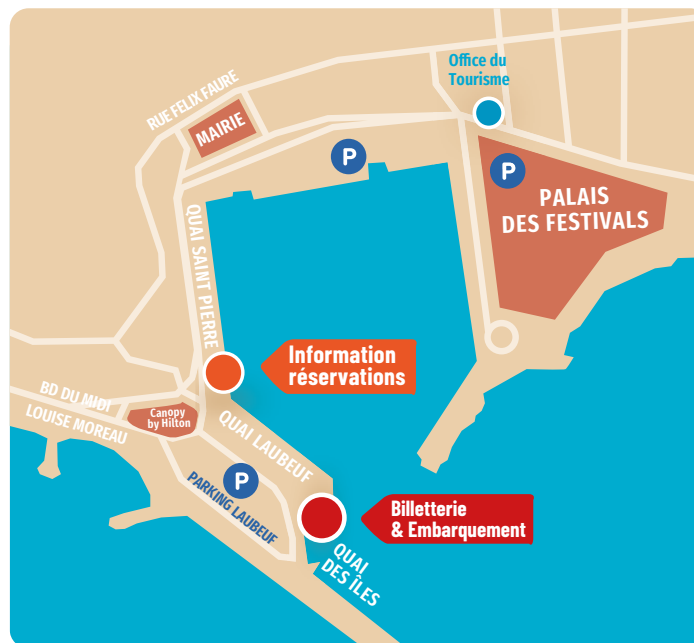 Office du
Tourisme
RUE FELIX FAURE
MAIRIE
P
P
PALAIS
DES FESTIVALS
QUAI SAINT PIERRE
Information
réservations
BD DU MIDI
LOUISE MOREAU
Canopy
by Hilton
QUAI LAUBEUF
P
PARKING LAUBEUF
Billetterie
& Embarquement
QUAI
DES ÎLES